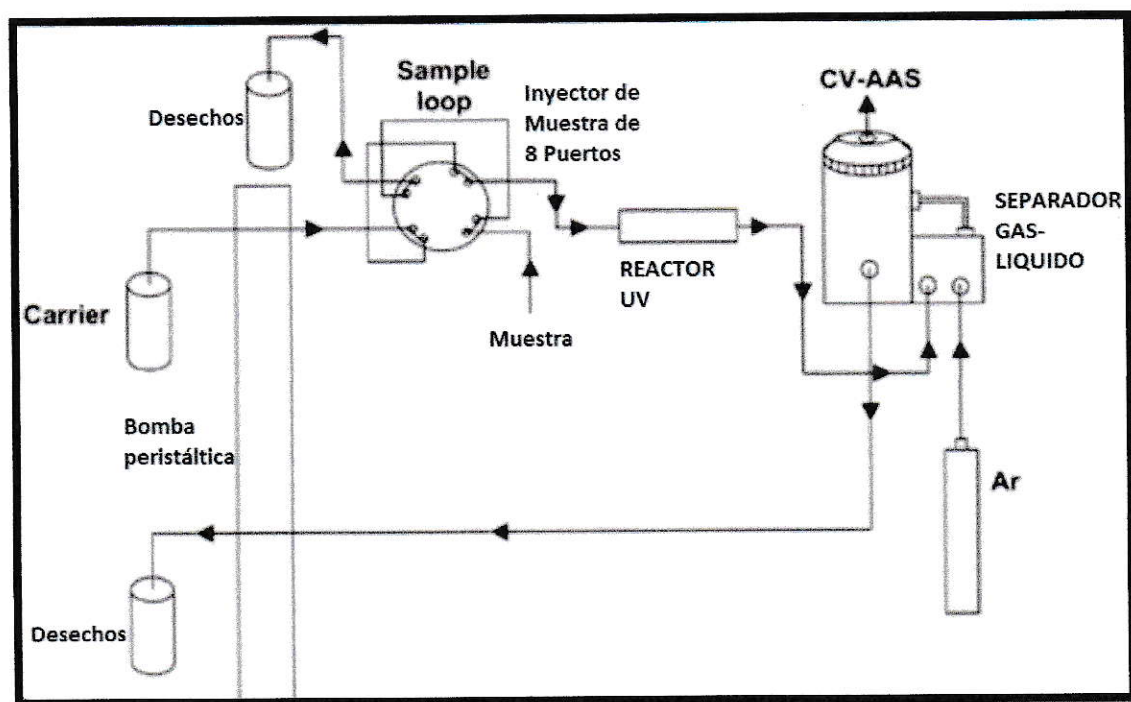 Desechos
Sample
loop
Inyector de
Muestra de
8 Puertos
CV-AAS
SEPARADOR
GAS-
LIQUIDO
REACTOR
UV
Carrier
Muestra
Bomba
peristáltica
Ar
Desechos